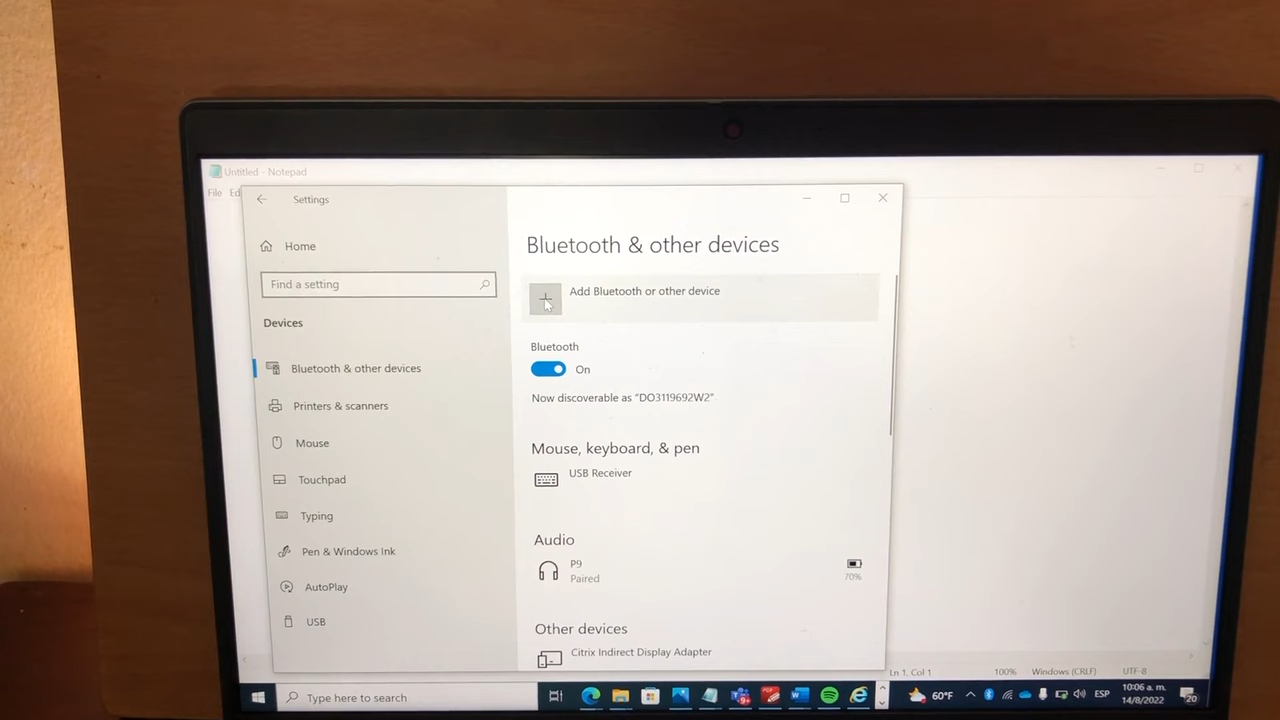 Untitled - Notepad
File Ed
Settings
Home
Find a setting
Devices
Bluetooth & other devices
Printers & scanners
Mouse
Touchpad
Typing
Pen & Windows Ink
AutoPlay
USB
Bluetooth & other devices
Add Bluetooth or other device
Bluetooth
On
Now discoverable as "DO3119692W2"
Mouse, keyboard, & pen
USB Receiver
Audio
P9
Paired
70%
Other devices
Citrix Indirect Display Adapter
Ln 1, Col 1 100% Windows (CRLF) UTF-8
Type here to search
9+
60°F
ESP
10:06 a. m.
14/8/2022
20